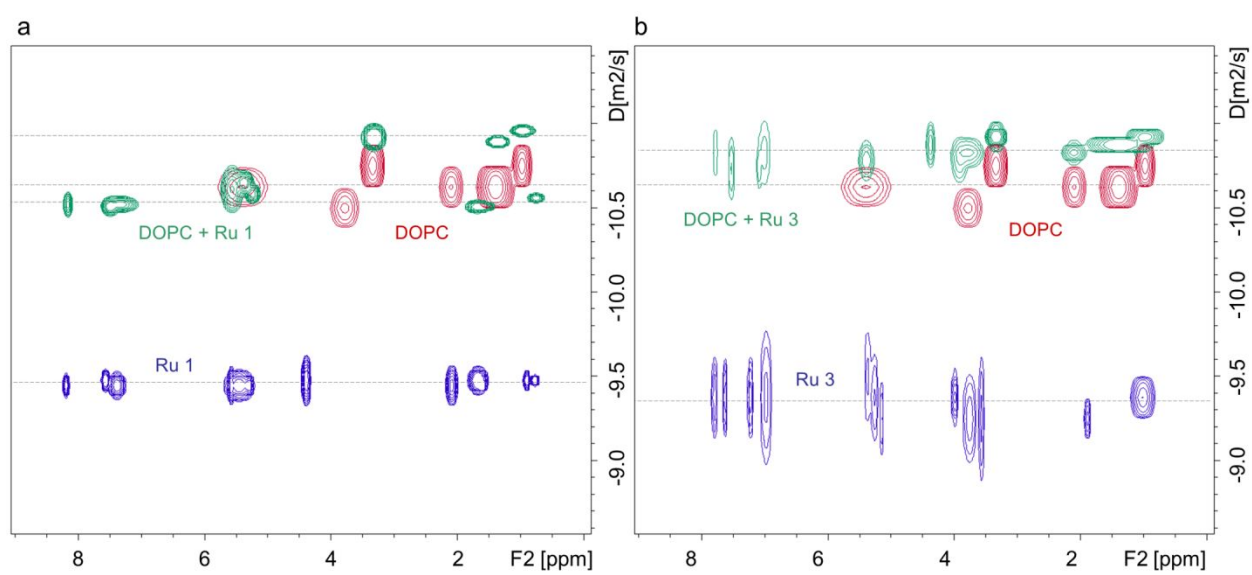 a
D[m2/s]
-10.5
-10.0
-9.5
-9.0
DOPC + Ru 1
DOPC
Ru 1
8
6
4
2
F2 [ppm]
b
D[m2/s]
-10.5
-10.0
-9.5
-9.0
DOPC + Ru 3
DOPC
Ru 3
8
6
4
2
F2 [ppm]